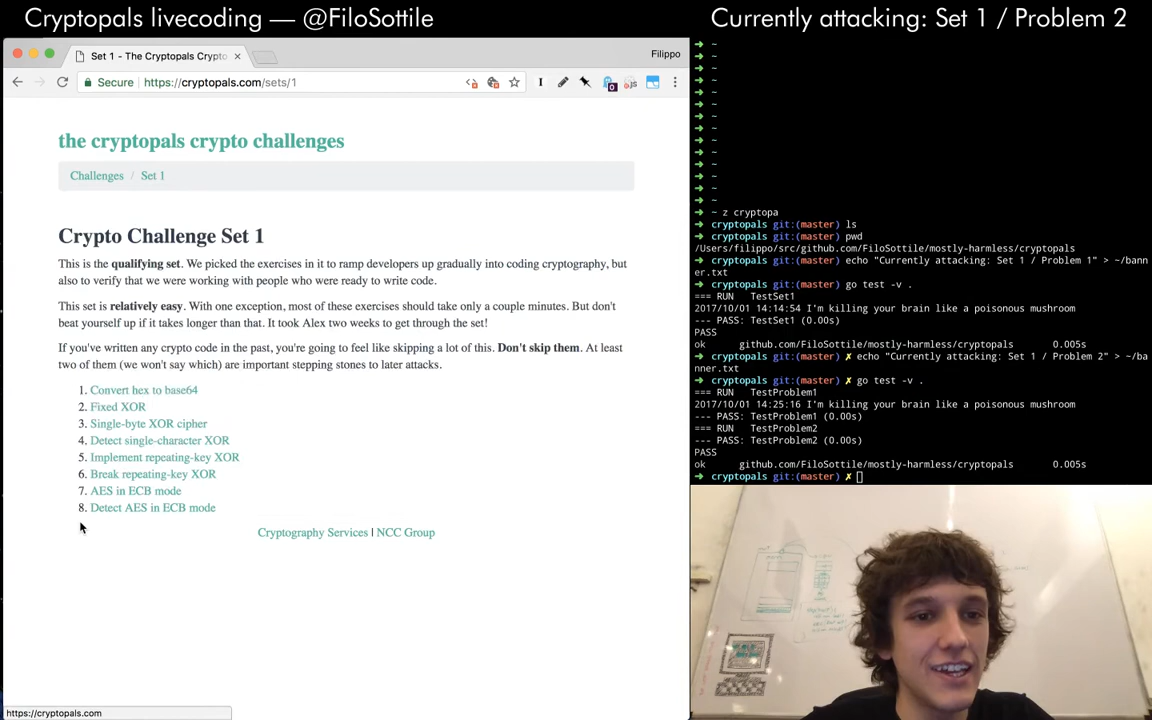 Cryptopals livecoding — @FiloSottile
Currently attacking: Set 1 / Problem 2
Set 1 - The Cryptopals Crypto
Filippo
Secure
https://cryptopals.com/sets/1
the cryptopals crypto challenges
Challenges / Set 1
Crypto Challenge Set 1
This is the qualifying set. We picked the exercises in it to ramp developers up gradually into coding cryptography, but
also to verify that we were working with people who were ready to write code.
This set is relatively easy. With one exception, most of these exercises should take only a couple minutes. But don't
beat yourself up if it takes longer than that. It took Alex two weeks to get through the set!
If you've written any crypto code in the past, you're going to feel like skipping a lot of this. Don't skip them. At least
two of them (we won't say which) are important stepping stones to later attacks.
1. Convert hex to base64
2. Fixed XOR
3. Single-byte XOR cipher
4. Detect single-character XOR
5. Implement repeating-key XOR
6. Break repeating-key XOR
7. AES in ECB mode
8. Detect AES in ECB mode
Cryptography Services | NCC Group
https://cryptopals.com
➜ ~
➜ ~
➜ ~
➜ ~
➜ ~
➜ ~
➜ ~
➜ ~
➜ ~
➜ ~
➜ ~
➜ ~
➜ ~
➜ ~
➜ ~ z cryptopa
➜ cryptopals git:(master) ls
➜ cryptopals git:(master) pwd
/Users/filippo/src/github.com/FiloSottile/mostly-harmless/cryptopals
➜ cryptopals git:(master) echo "Currently attacking: Set 1 / Problem 1" > ~/bann
er.txt
➜ cryptopals git:(master) go test -v .
=== RUN   TestSet1
2017/10/01 14:14:54 I'm killing your brain like a poisonous mushroom
--- PASS: TestSet1 (0.00s)
PASS
ok      github.com/FiloSottile/mostly-harmless/cryptopals       0.005s
➜ cryptopals git:(master) ✗ echo "Currently attacking: Set 1 / Problem 2" > ~/ba
nner.txt
➜ cryptopals git:(master) ✗ go test -v .
=== RUN   TestProblem1
2017/10/01 14:25:16 I'm killing your brain like a poisonous mushroom
--- PASS: TestProblem1 (0.00s)
=== RUN   TestProblem2
--- PASS: TestProblem2 (0.00s)
PASS
ok      github.com/FiloSottile/mostly-harmless/cryptopals       0.005s
➜ cryptopals git:(master) ✗